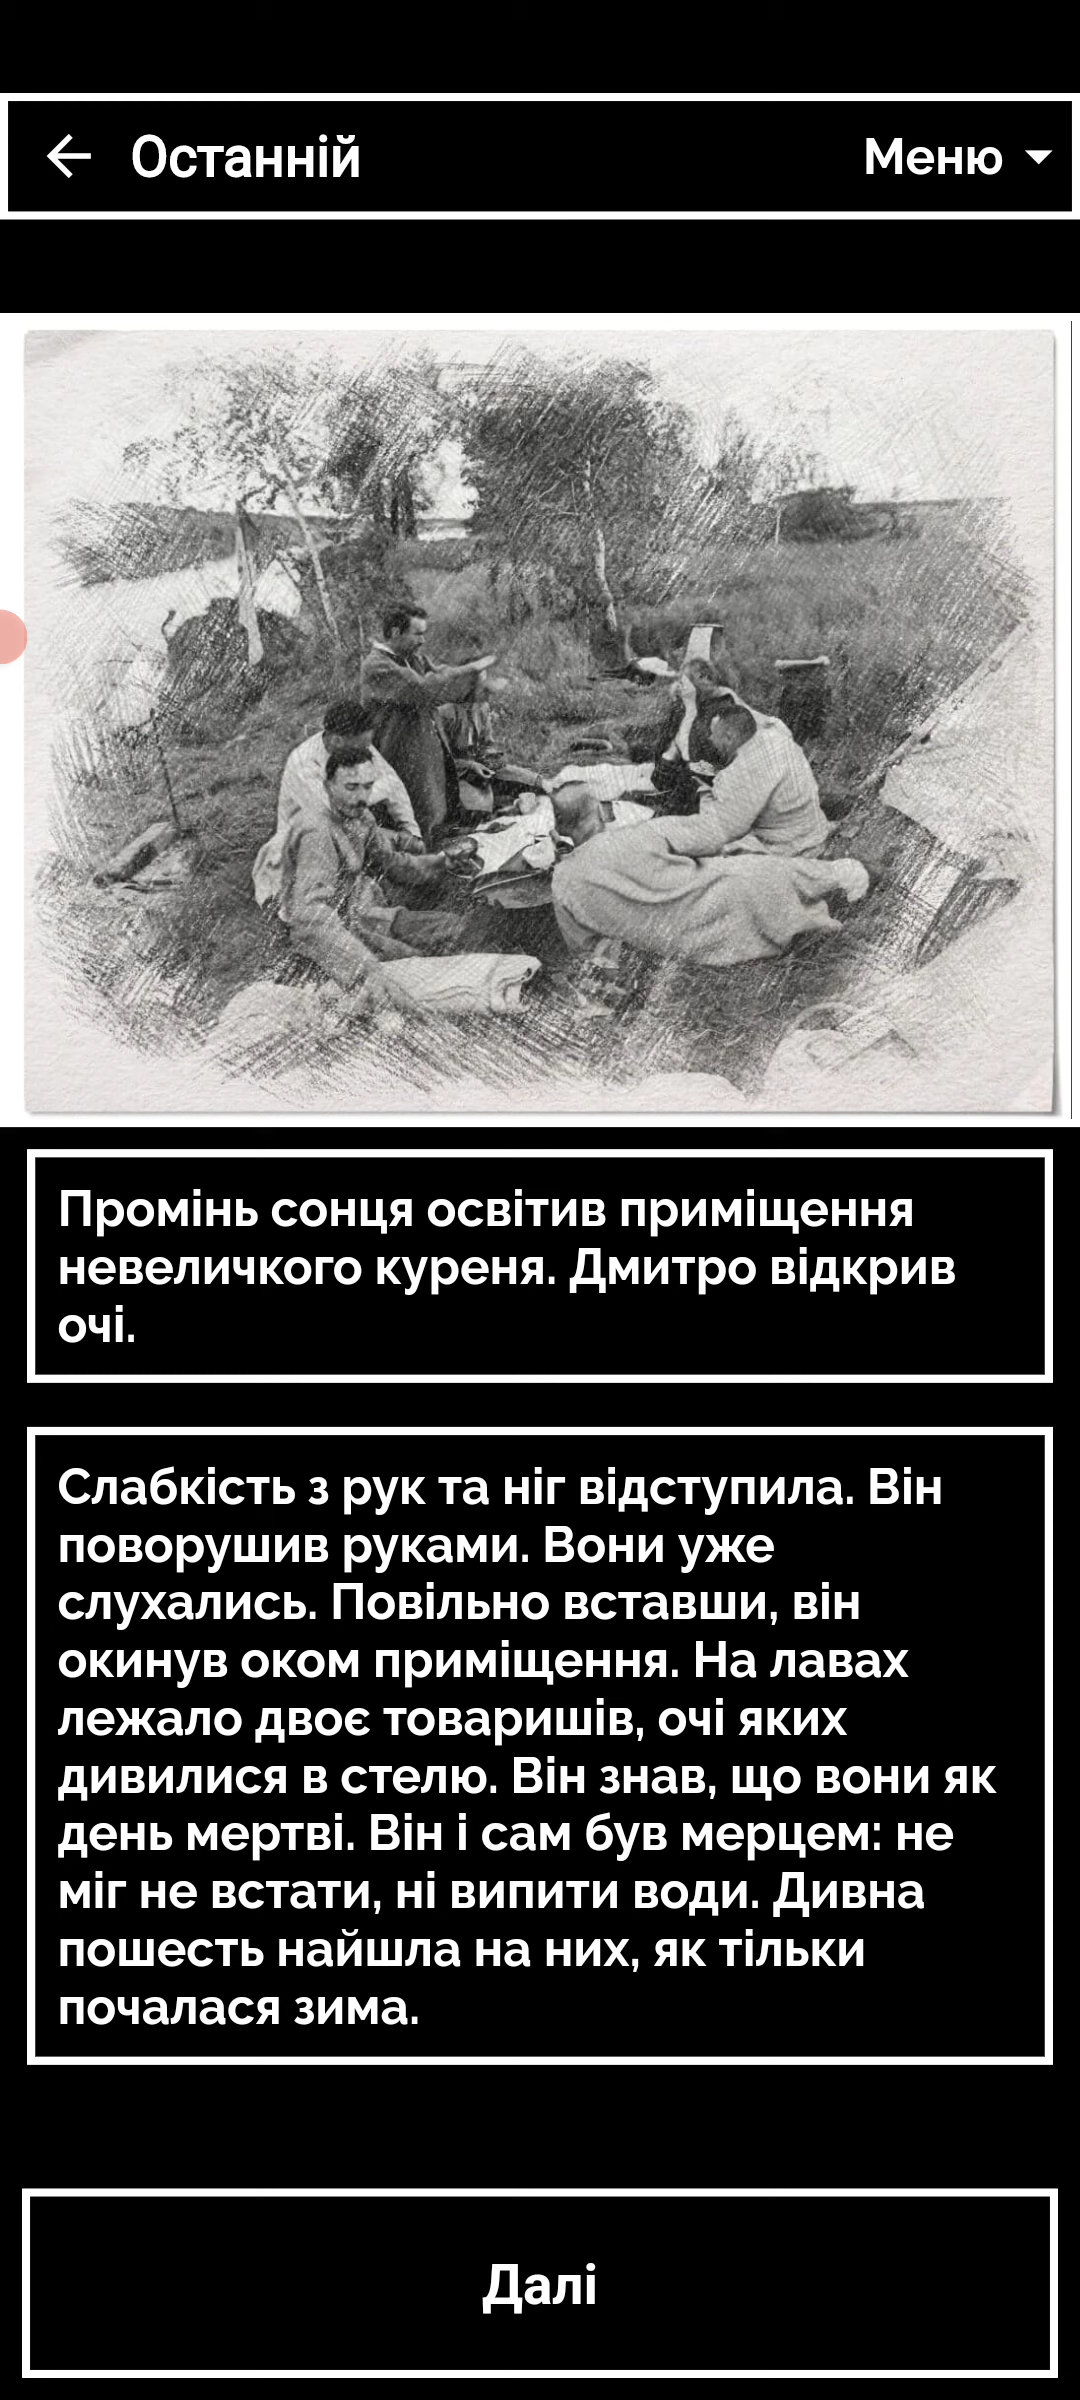 Останній
Меню
Промінь сонця освітив приміщення
невеличкого куреня. Дмитро відкрив
очі.
Слабкість з рук та ніг відступила. Він
поворушив руками. Вони уже
слухались. Повільно вставши, він
окинув оком приміщення. На лавах
лежало двоє товаришів, очі яких
дивилися в стелю. Він знав, що вони як
день мертві. Він і сам був мерцем: не
міг не встати, ні випити води. Дивна
пошесть найшла на них, як тільки
почалася зима.
Далі